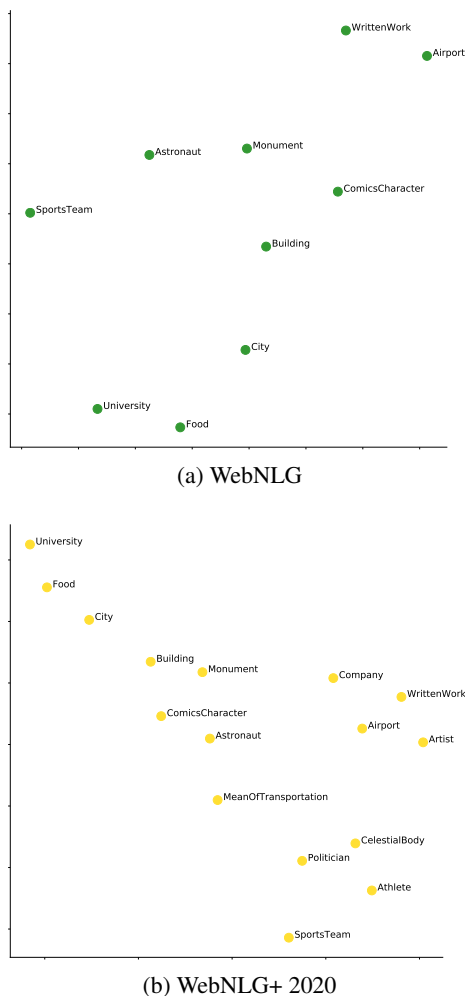 WrittenWork
Airport
Monument
Astronaut
ComicsCharacter
SportsTeam
Building
City
University
Food
(a) WebNLG
University
Food
City
Building
Monument
Company
WrittenWork
ComicsCharacter
Airport
Astronaut
Artist
MeanOfTransportation
CelestialBody
Politician
Athlete
SportsTeam
(b) WebNLG+ 2020